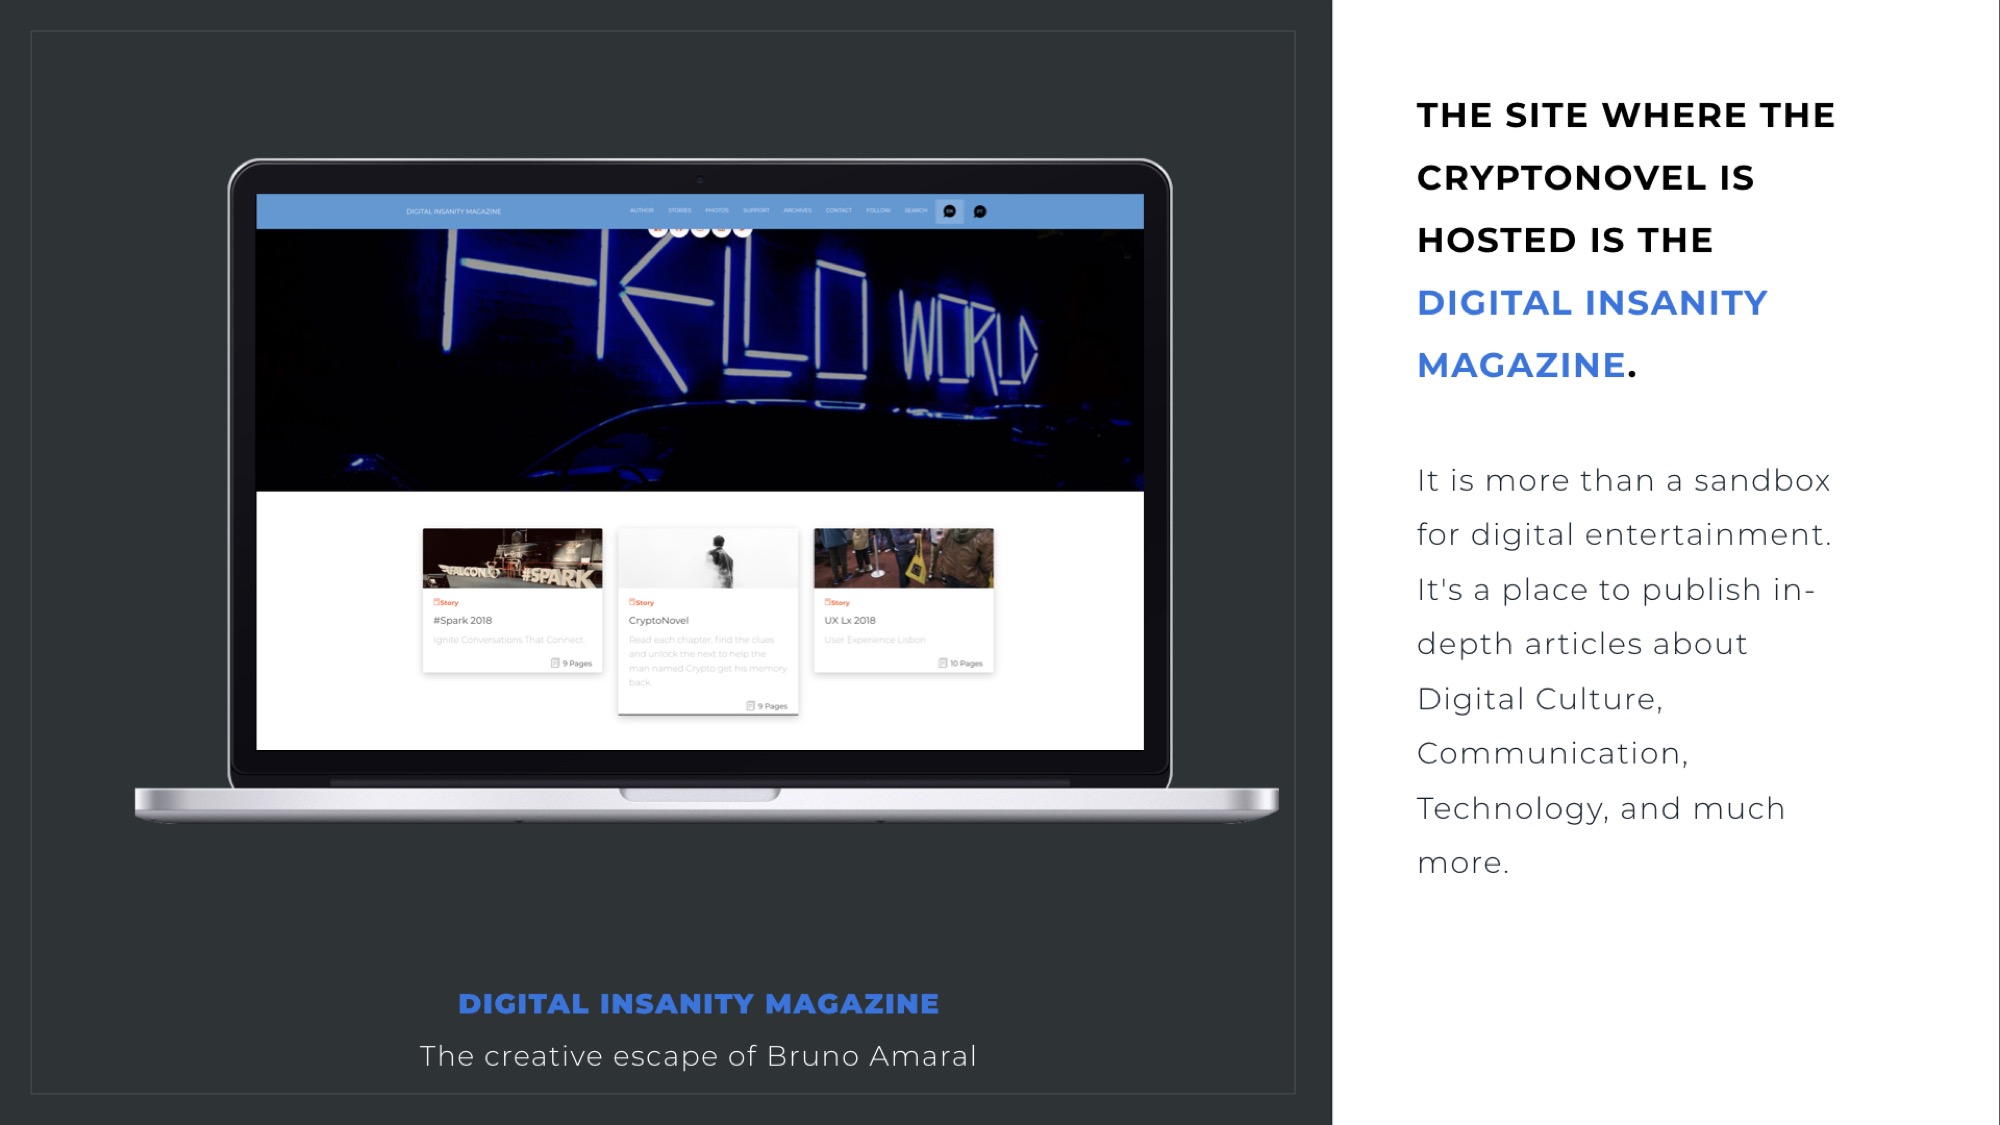 DIGITAL INSANITY MAGAZINE
AUTHOR STORIES PHOTOS SUPPORT ARCHIVES CONTACT FOLLOW SEARCH
HELLO WORLD
FALCON.IO #SPARK
Story
#Spark 2018
Ignite Conversations That Connect.
9 Pages
Story
CryptoNovel
Read each chapter, find the clues
and unlock the next to help the
man named Crypto get his memory
back.
9 Pages
Story
UX Lx 2018
User Experience Lisbon
10 Pages
DIGITAL INSANITY MAGAZINE
The creative escape of Bruno Amaral
THE SITE WHERE THE
CRYPTONOVEL IS
HOSTED IS THE
DIGITAL INSANITY
MAGAZINE.
It is more than a sandbox
for digital entertainment.
It's a place to publish in-
depth articles about
Digital Culture,
Communication,
Technology, and much
more.